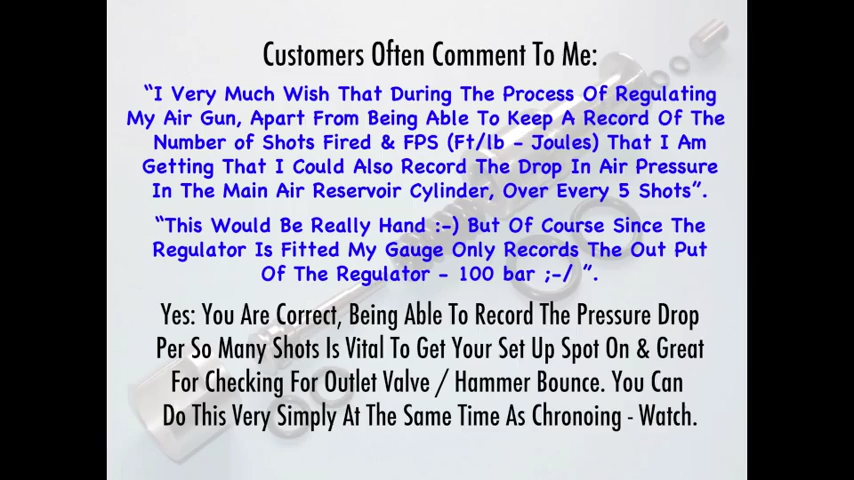 Customers Often Comment To Me:
“I Very Much Wish That During The Process Of Regulating
My Air Gun, Apart From Being Able To Keep A Record Of The
Number of Shots Fired & FPS (Ft/lb - Joules) That I Am
Getting That I Could Also Record The Drop In Air Pressure
In The Main Air Reservoir Cylinder, Over Every 5 Shots”.
“This Would Be Really Hand :-) But Of Course Since The
Regulator Is Fitted My Gauge Only Records The Out Put
Of The Regulator - 100 bar ;-/ ”.
Yes: You Are Correct, Being Able To Record The Pressure Drop
Per So Many Shots Is Vital To Get Your Set Up Spot On & Great
For Checking For Outlet Valve / Hammer Bounce. You Can
Do This Very Simply At The Same Time As Chronoing - Watch.